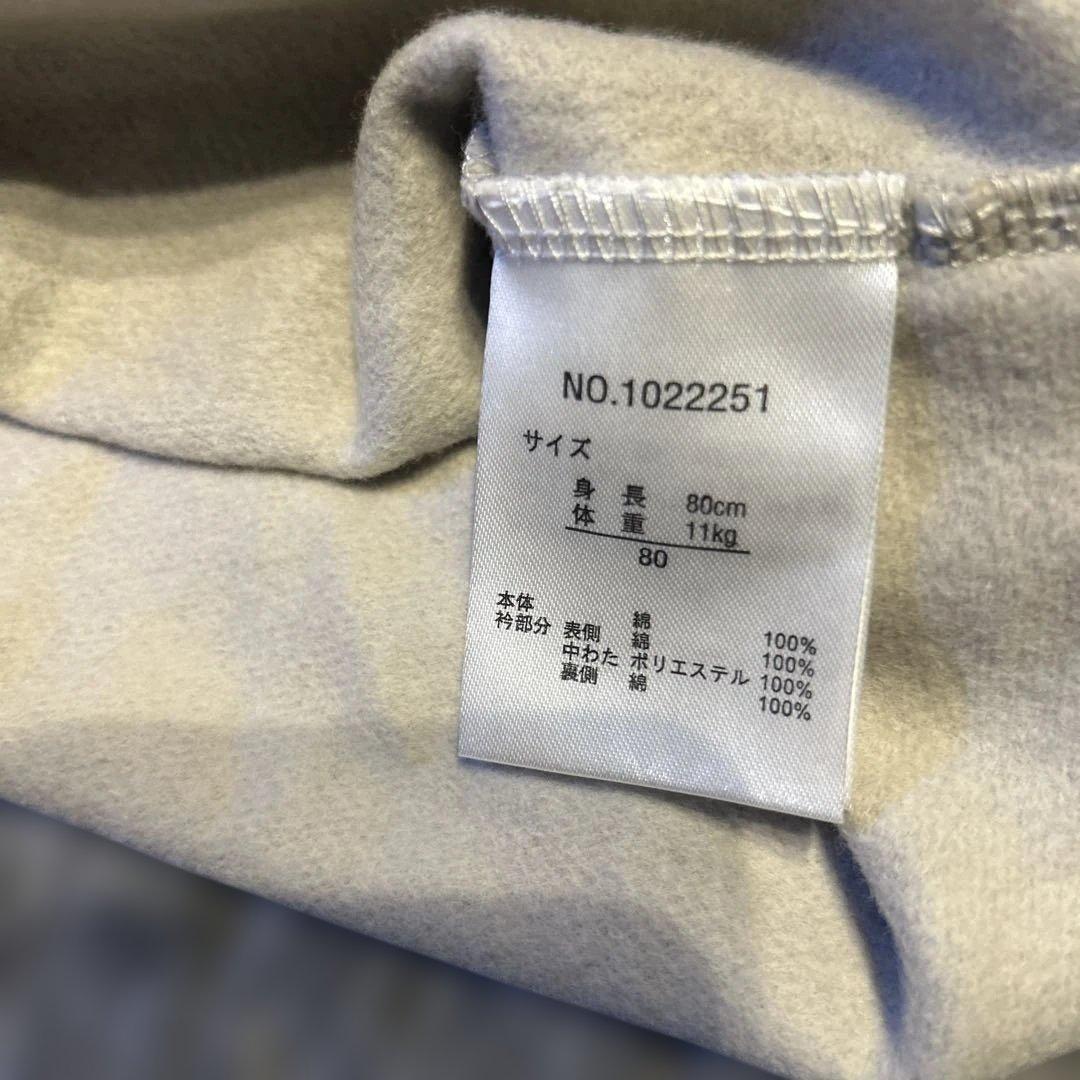 NO.1022251
サイズ
身 長 80cm
体 重 11kg
80
本体 綿 100%
衿部分 表側 綿 100%
中わた ポリエステル 100%
裏側 綿 100%